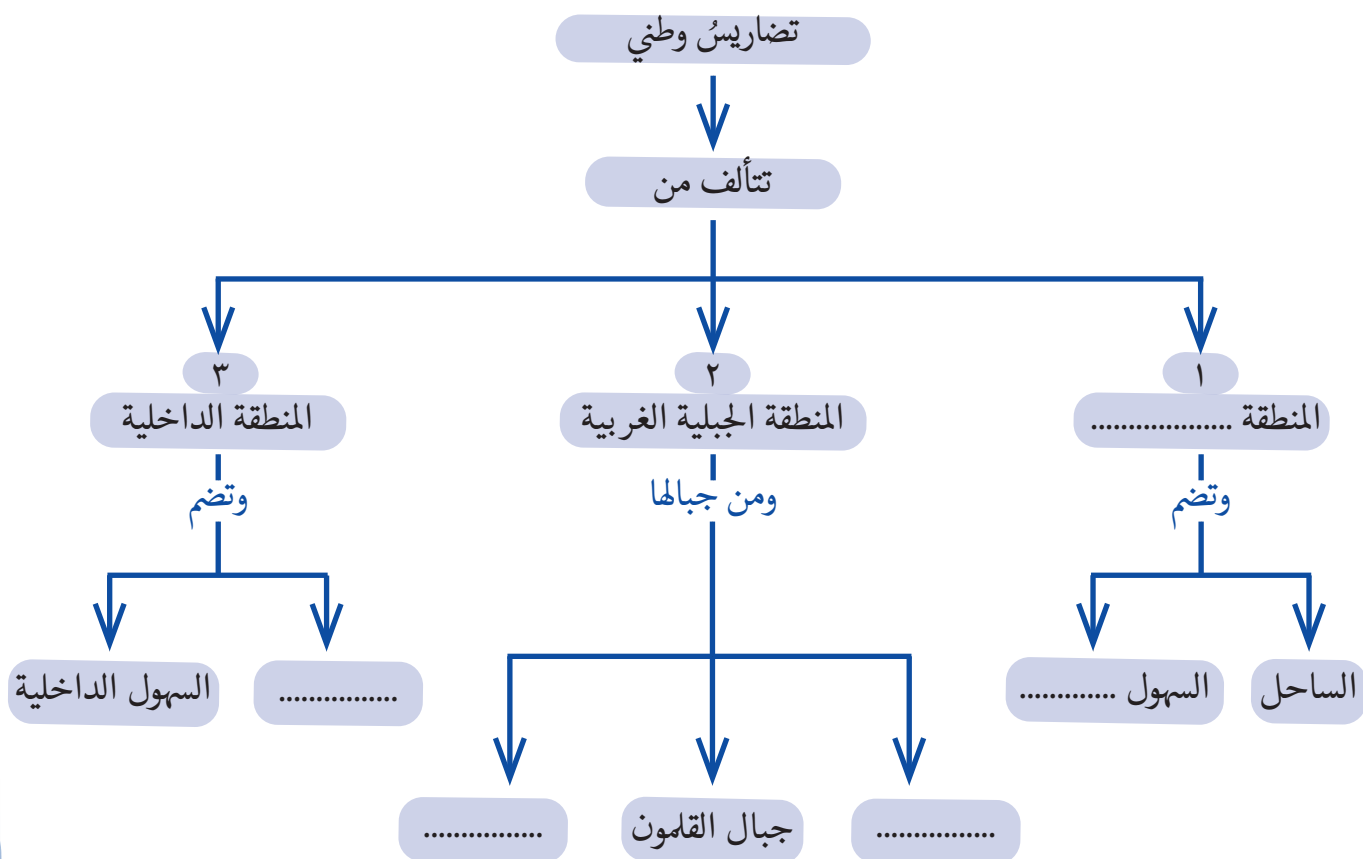 تضاريسُ وطني
تتألف من
١
المنطقة ...................
وتضم
الساحل
السهول .............
٢
المنطقة الجبلية الغربية
ومن جبالها
................
جبال القلمون
................
٣
المنطقة الداخلية
وتضم
................
السهول الداخلية